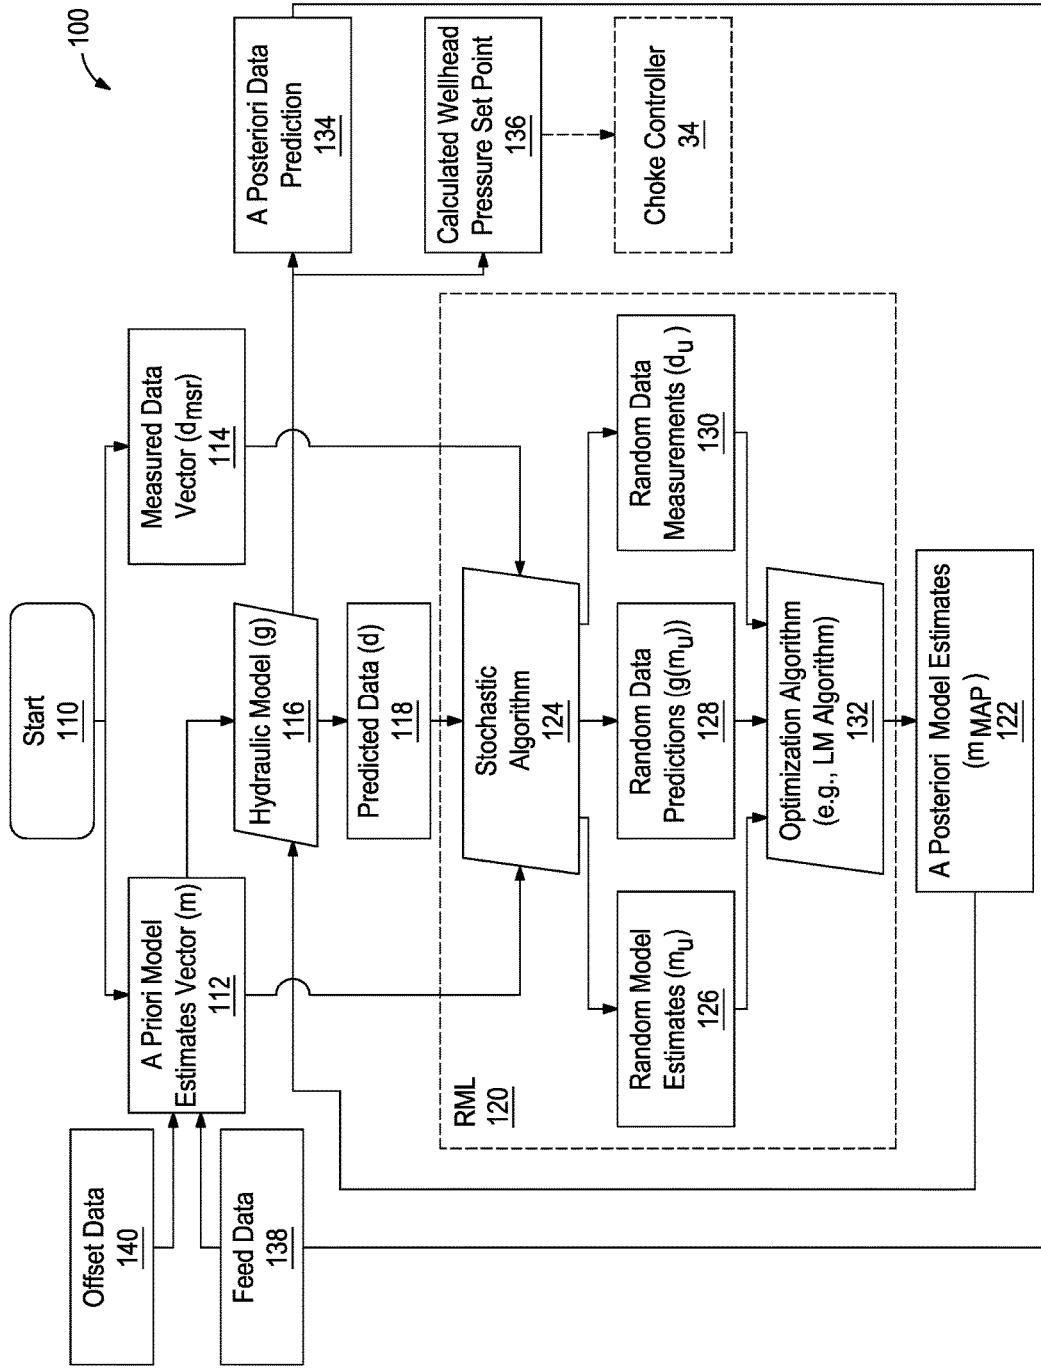 100
Start
110
Offset Data
140
Feed Data
138
A Priori Model
Estimates Vector (m)
112
Measured Data
Vector (dmsr)
114
Hydraulic Model (g)
116
Predicted Data (d)
118
A Posteriori Data
Prediction
134
Calculated Wellhead
Pressure Set Point
136
Choke Controller
34
RML
120
Stochastic
Algorithm
124
Random Model
Estimates (mu)
126
Random Data
Predictions (g(mu))
128
Random Data
Measurements (du)
130
Optimization Algorithm
(e.g., LM Algorithm)
132
A Posteriori Model Estimates
(mMAP)
122